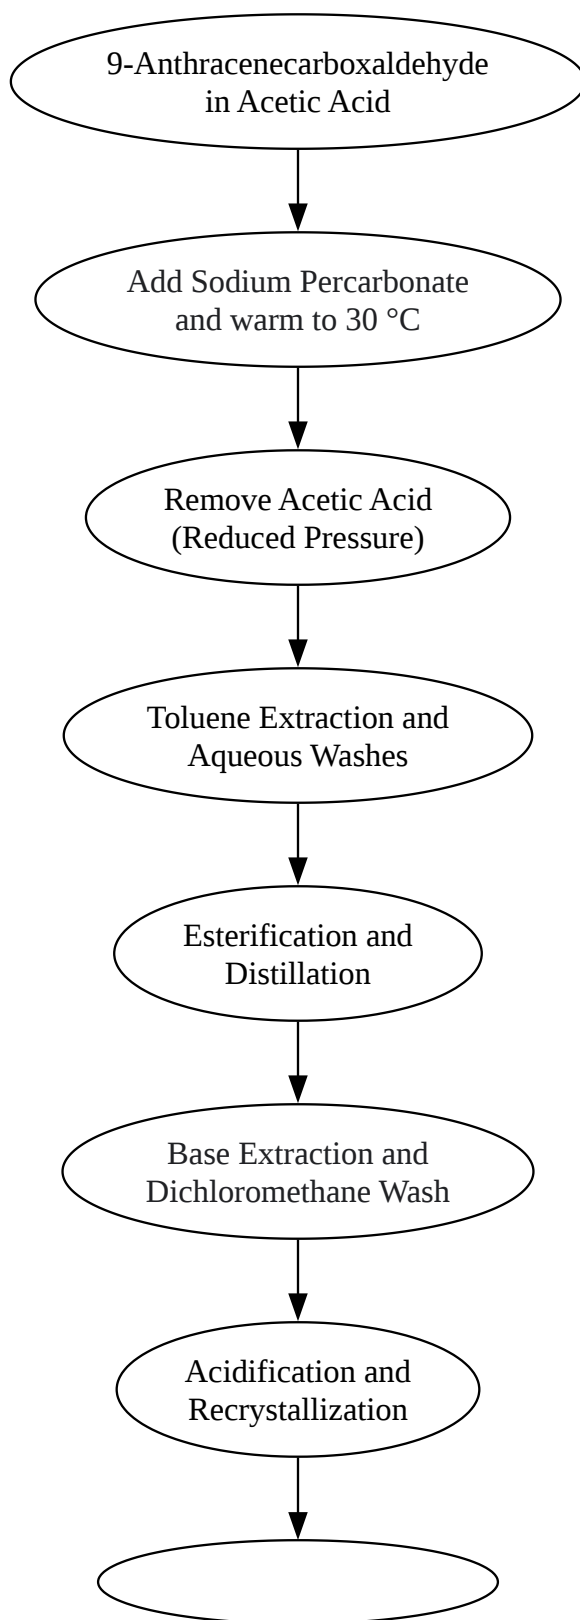 9-Anthracenecarboxaldehyde
in Acetic Acid
Add Sodium Percarbonate
and warm to 30 °C
Remove Acetic Acid
(Reduced Pressure)
Toluene Extraction and
Aqueous Washes
Esterification and
Distillation
Base Extraction and
Dichloromethane Wash
Acidification and
Recrystallization